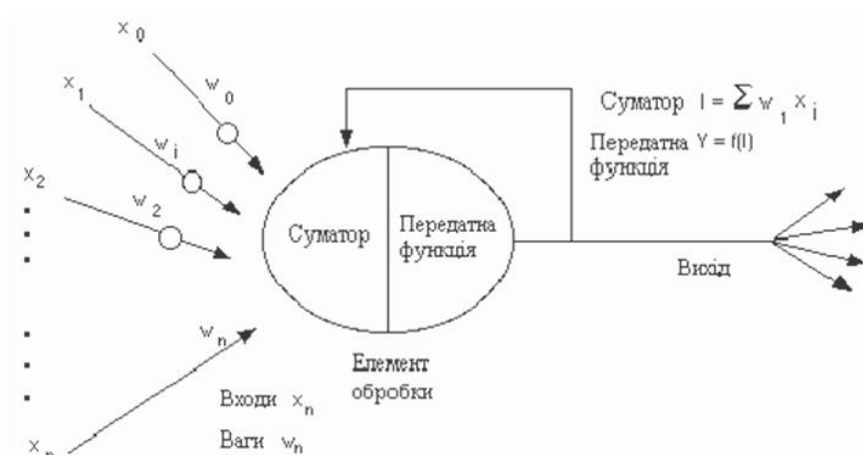 x₀
x₁
w₀
wᵢ
x₂
w₂
Суматор I = Σ w₁ xᵢ
Передатна Y = f(I)
функція
Суматор
Передатна
функція
Вихід
wₙ
Елемент
обробки
Входи xₙ
Ваги wₙ
xₙ